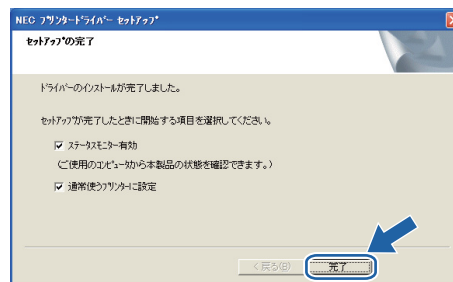 NEC プリンタードライバー セットアップ
セットアップの完了
ドライバーのインストールが完了しました。
セットアップが完了したときに開始する項目を選択してください。
ステータスモニター有効
(ご使用のコンピュータから本製品の状態を確認できます。)
通常使うプリンターに設定
< 戻る(B)
完了